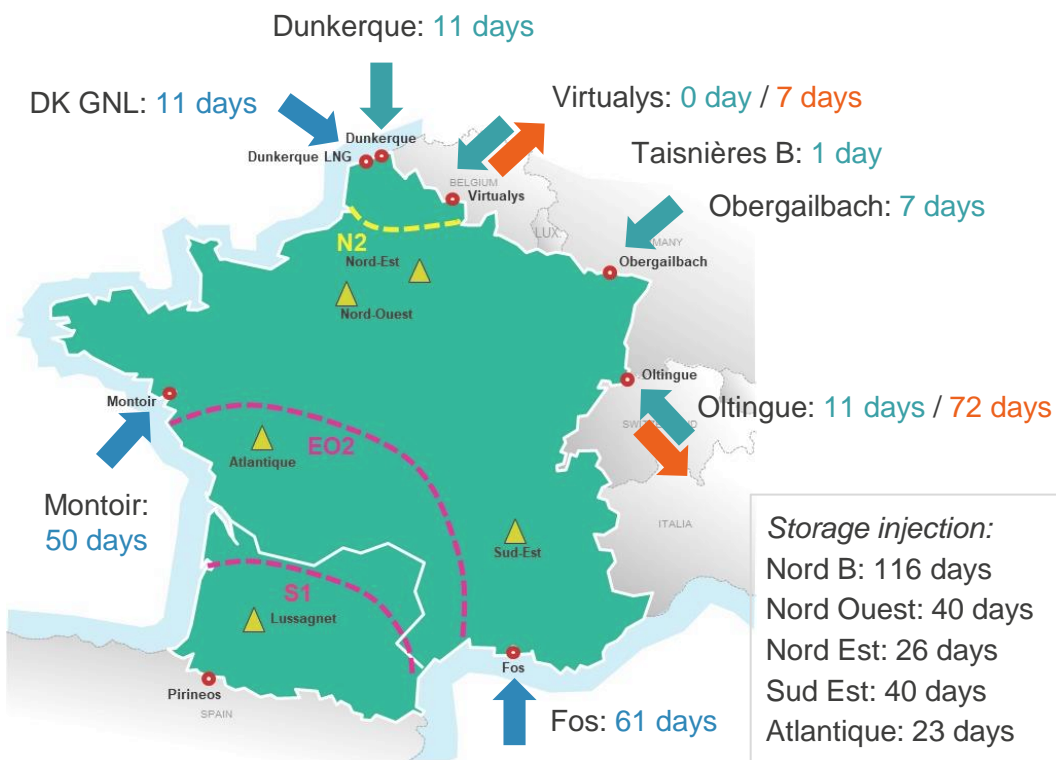 Dunkerque: 11 days
DK GNL: 11 days
Virtualys: 0 day / 7 days
Dunkerque
Dunkerque LNG
Taisnières B: 1 day
BELGIUM
Virtualys
Obergailbach: 7 days
LUX.
MANY
N2
Nord-Est
Obergailbach
Nord-Ouest
Oltingue
Montoir
Oltingue: 11 days / 72 days
EO2
Atlantique
Montoir:
50 days
ITALIA
Sud-Est
Storage injection:
Nord B: 116 days
Nord Ouest: 40 days
Nord Est: 26 days
Sud Est: 40 days
Atlantique: 23 days
S1
Lussagnet
Fos
Pirineos
SPAIN
Fos: 61 days